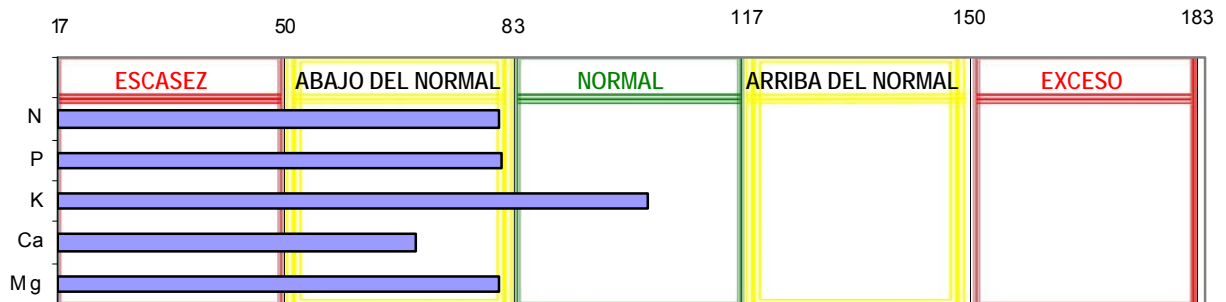 17 50 83 117 150 183
ESCASEZ ABAJO DEL NORMAL NORMAL ARRIBA DEL NORMAL EXCESO
N
P
K
Ca
Mg